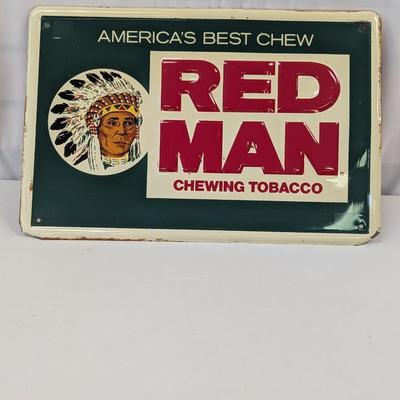 AMERICA'S BEST CHEW
RED
MAN
CHEWING TOBACCO